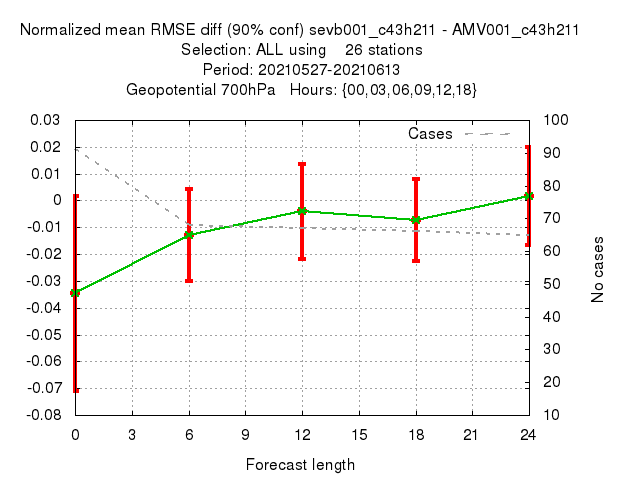 Normalized mean RMSE diff (90% conf) sevb001_c43h211 - AMV001_c43h211
Selection: ALL using    26 stations
Period: 20210527-20210613
Geopotential 700hPa   Hours: {00,03,06,09,12,18}
Cases
0.03
0.02
0.01
0
-0.01
-0.02
-0.03
-0.04
-0.05
-0.06
-0.07
-0.08
100
90
80
70
60
50
40
30
20
10
No cases
0 3 6 9 12 15 18 21 24
Forecast length